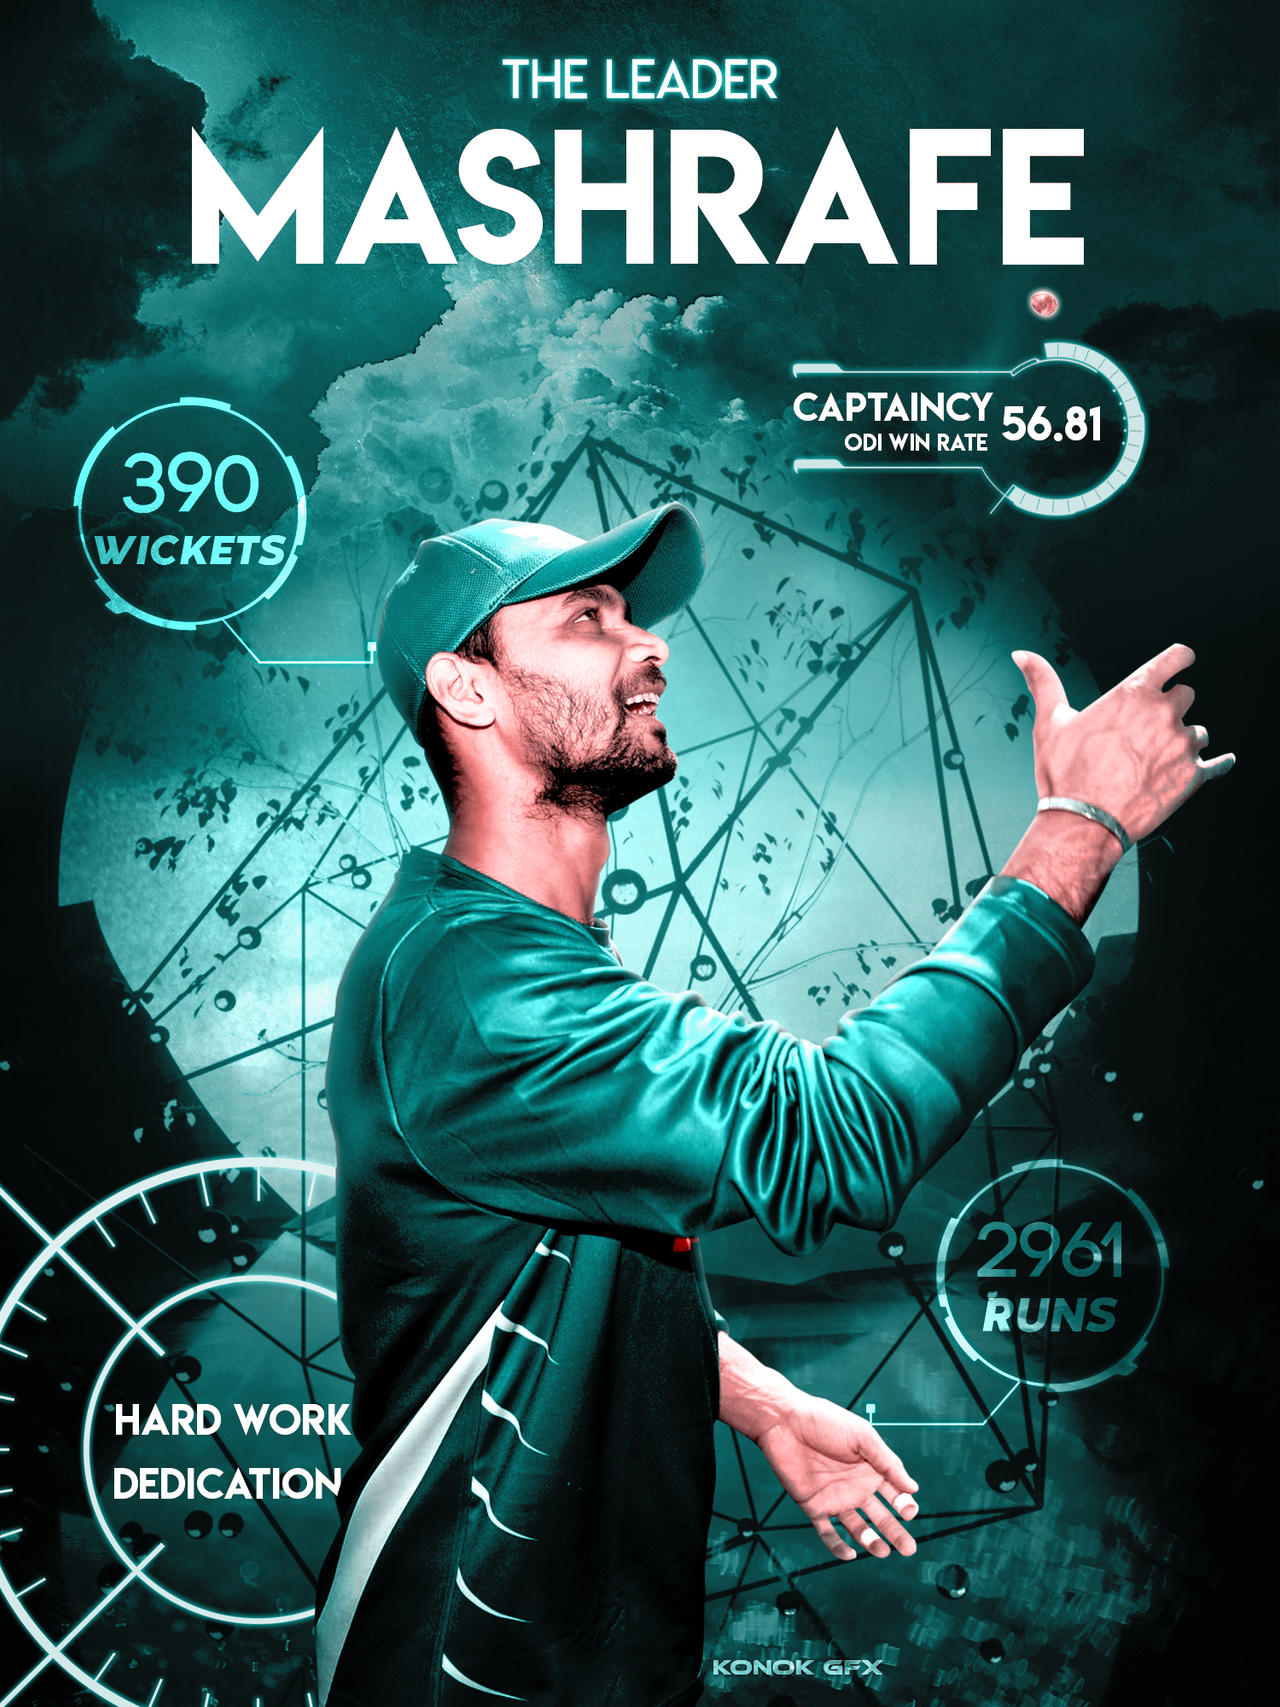 THE LEADER
MASHRAFE
CAPTAINCY
ODI WIN RATE
56.81
390
WICKETS
2961
RUNS
HARD WORK
DEDICATION
KONOK GFX